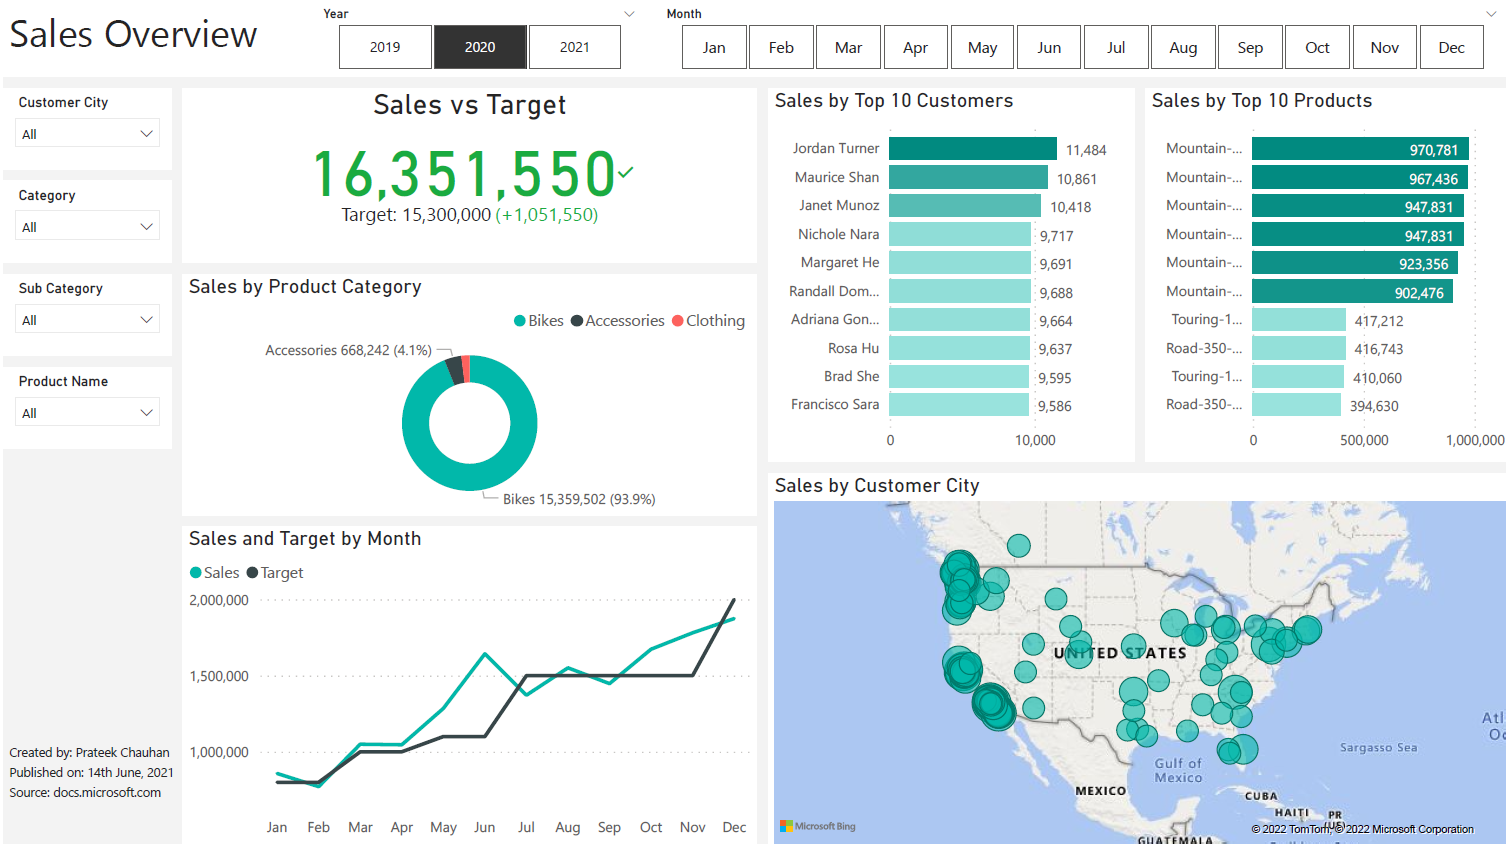 Sales Overview
Year
2019
2020
2021
Month
Jan
Feb
Mar
Apr
May
Jun
Jul
Aug
Sep
Oct
Nov
Dec
Customer City
All
Category
All
Sub Category
All
Product Name
All
Created by: Prateek Chauhan
Published on: 14th June, 2021
Source: docs.microsoft.com
Sales vs Target
16,351,550
Target: 15,300,000 (+1,051,550)
Sales by Product Category
Bikes Accessories Clothing
Accessories 668,242 (4.1%)
Bikes 15,359,502 (93.9%)
Sales and Target by Month
Sales Target
2,000,000
1,500,000
1,000,000
Jan Feb Mar Apr May Jun Jul Aug Sep Oct Nov Dec
Sales by Top 10 Customers
Jordan Turner 11,484
Maurice Shan 10,861
Janet Munoz 10,418
Nichole Nara 9,717
Margaret He 9,691
Randall Dom... 9,688
Adriana Gon... 9,664
Rosa Hu 9,637
Brad She 9,595
Francisco Sara 9,586
0 10,000
Sales by Top 10 Products
Mountain-... 970,781
Mountain-... 967,436
Mountain-... 947,831
Mountain-... 947,831
Mountain-... 923,356
Mountain-... 902,476
Touring-1... 417,212
Road-350-... 416,743
Touring-1... 410,060
Road-350-... 394,630
0 500,000 1,000,000
Sales by Customer City
UNITED STATES
Atl
Oc
Sargasso Sea
Gulf of
Mexico
MEXICO
CUBA
HAITI
PR
(US)
GUATEMALA
Microsoft Bing
© 2022 TomTom, © 2022 Microsoft Corporation